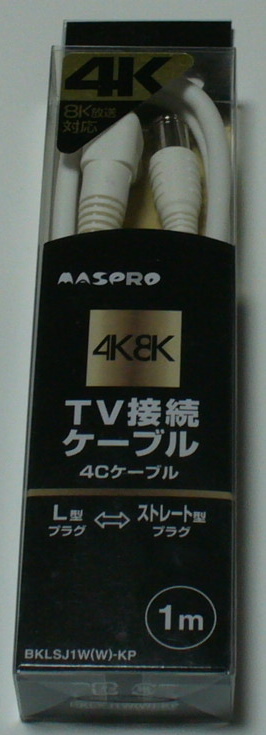 4K
8K放送
対応
MASPRO
4K8K
TV接続
ケーブル
4Cケーブル
L型
プラグ
⇔
ストレート型
プラグ
1m
BKLSJ1W(W)-KP